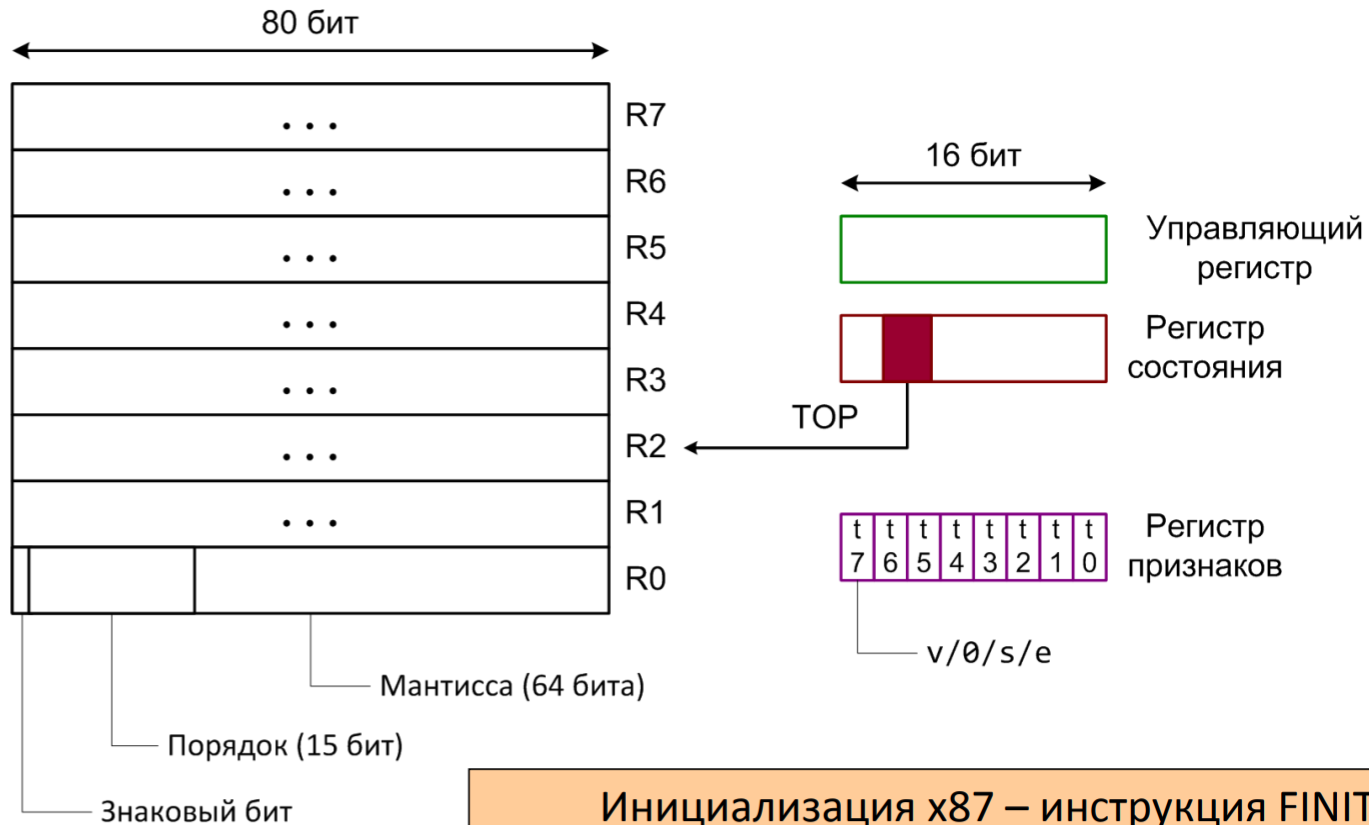 80 бит
. . .
R7
. . .
R6
. . .
R5
. . .
R4
. . .
R3
. . .
R2
. . .
R1
R0
Мантисса (64 бита)
Порядок (15 бит)
Знаковый бит
16 бит
Управляющий
регистр
Регистр
состояния
TOP
t t t t t t t t
7 6 5 4 3 2 1 0
Регистр
признаков
v/0/s/e
Инициализация x87 – инструкция FINIT